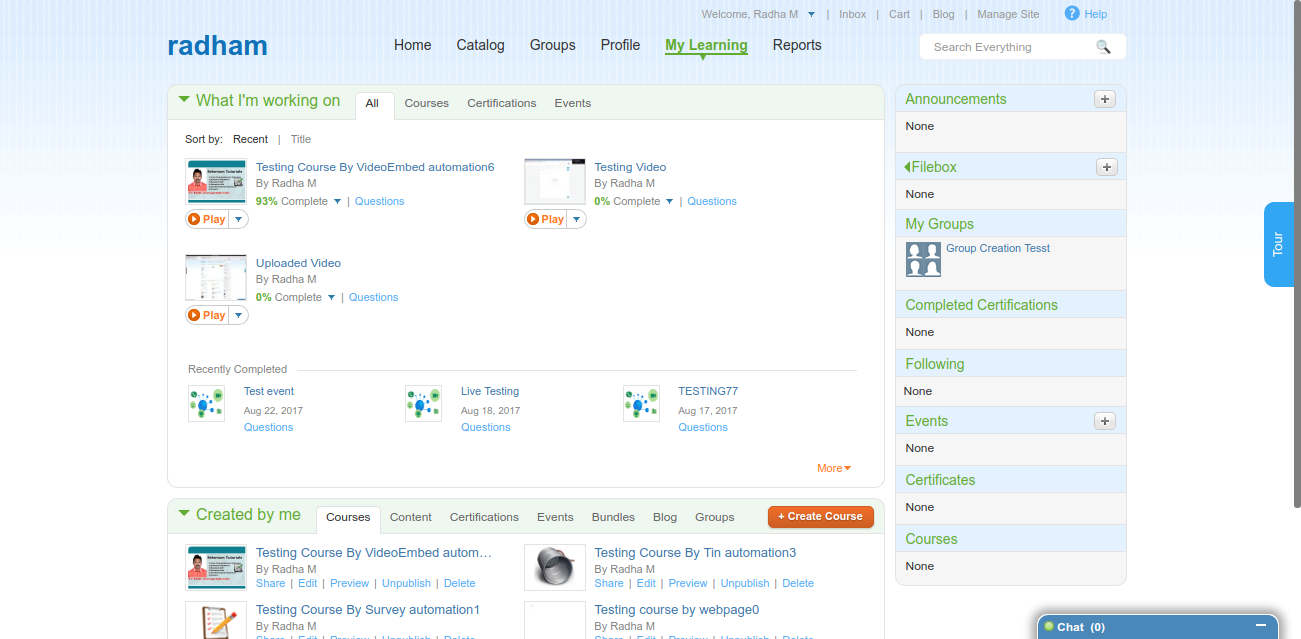 Welcome, Radha M | Inbox | Cart | Blog | Manage Site ? Help
radham
Home Catalog Groups Profile My Learning Reports
Search Everything
What I'm working on All Courses Certifications Events
Sort by: Recent | Title
Testing Course By VideoEmbed automation6
By Radha M
93% Complete | Questions
Play
Testing Video
By Radha M
0% Complete | Questions
Play
Uploaded Video
By Radha M
0% Complete | Questions
Play
Recently Completed
Test event
Aug 22, 2017
Questions
Live Testing
Aug 18, 2017
Questions
TESTING77
Aug 17, 2017
Questions
More
Created by me Courses Content Certifications Events Bundles Blog Groups + Create Course
Testing Course By VideoEmbed autom…
By Radha M
Share | Edit | Preview | Unpublish | Delete
Testing Course By Tin automation3
By Radha M
Share | Edit | Preview | Unpublish | Delete
Testing Course By Survey automation1
By Radha M
Share | Edit | Preview | Unpublish | Delete
Testing course by webpage0
By Radha M
Share | Edit | Preview | Unpublish | Delete
Announcements +
None
Filebox +
None
My Groups
Group Creation Tesst
Completed Certifications
None
Following
None
Events +
None
Certificates
None
Courses
None
Tour
Chat (0)